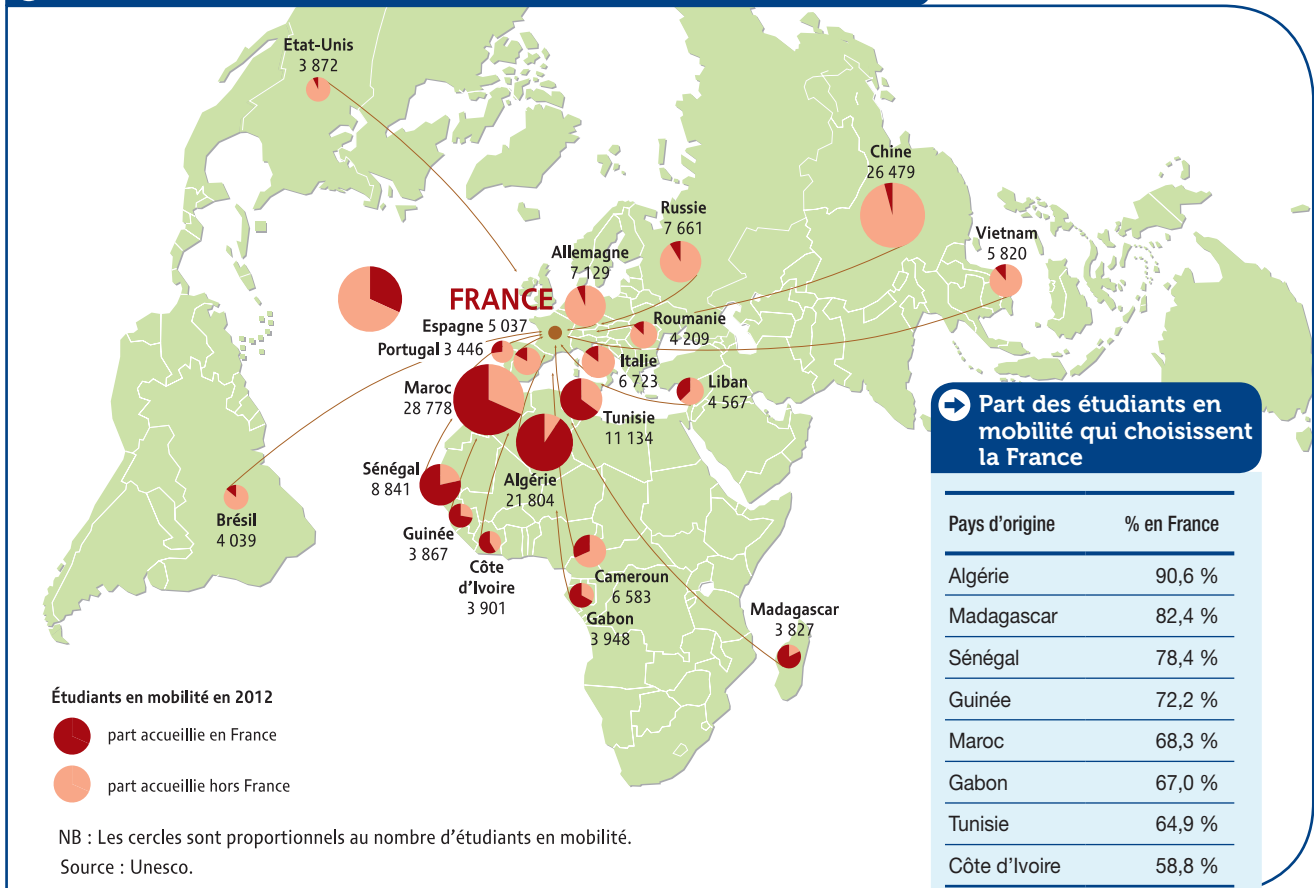 Etat-Unis
3 872
Chine
26 479
Russie
7 661
Vietnam
5 820
Allemagne
7 129
FRANCE
Espagne 5 037
Roumanie
4 209
Portugal 3 446
Italie
6 723
Maroc
28 778
Liban
4 567
Tunisie
11 134
Sénégal
8 841
Algérie
21 804
Brésil
4 039
Guinée
3 867
Côte
d'Ivoire
3 901
Cameroun
6 583
Gabon
3 948
Madagascar
3 827
Étudiants en mobilité en 2012
part accueillie en France
part accueillie hors France
NB : Les cercles sont proportionnels au nombre d'étudiants en mobilité.
Source : Unesco.
Part des étudiants en
mobilité qui choisissent
la France
Pays d'origine % en France
Algérie 90,6 %
Madagascar 82,4 %
Sénégal 78,4 %
Guinée 72,2 %
Maroc 68,3 %
Gabon 67,0 %
Tunisie 64,9 %
Côte d'Ivoire 58,8 %